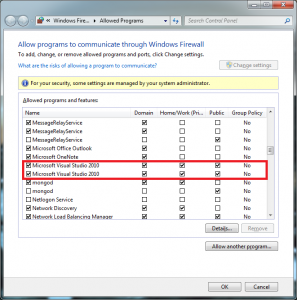 Windows Fire... ▸ Allowed Programs
Search Control Panel
Allow programs to communicate through Windows Firewall
To add, change, or remove allowed programs and ports, click Change settings.
What are the risks of allowing a program to communicate?
Change settings
For your security, some settings are managed by your system administrator.
Allowed programs and features:
Name Domain Home/Work (Pri... Public Group Policy
MessageRelayService No
MessageRelayService No
MessageRelayService No
Microsoft Office Outlook No
Microsoft OneNote No
Microsoft Visual Studio 2010 No
Microsoft Visual Studio 2010 No
mongod No
mongod No
Netlogon Service No
Network Discovery No
Network Load Balancing Manager No
Details...
Remove
Allow another program...
OK
Cancel